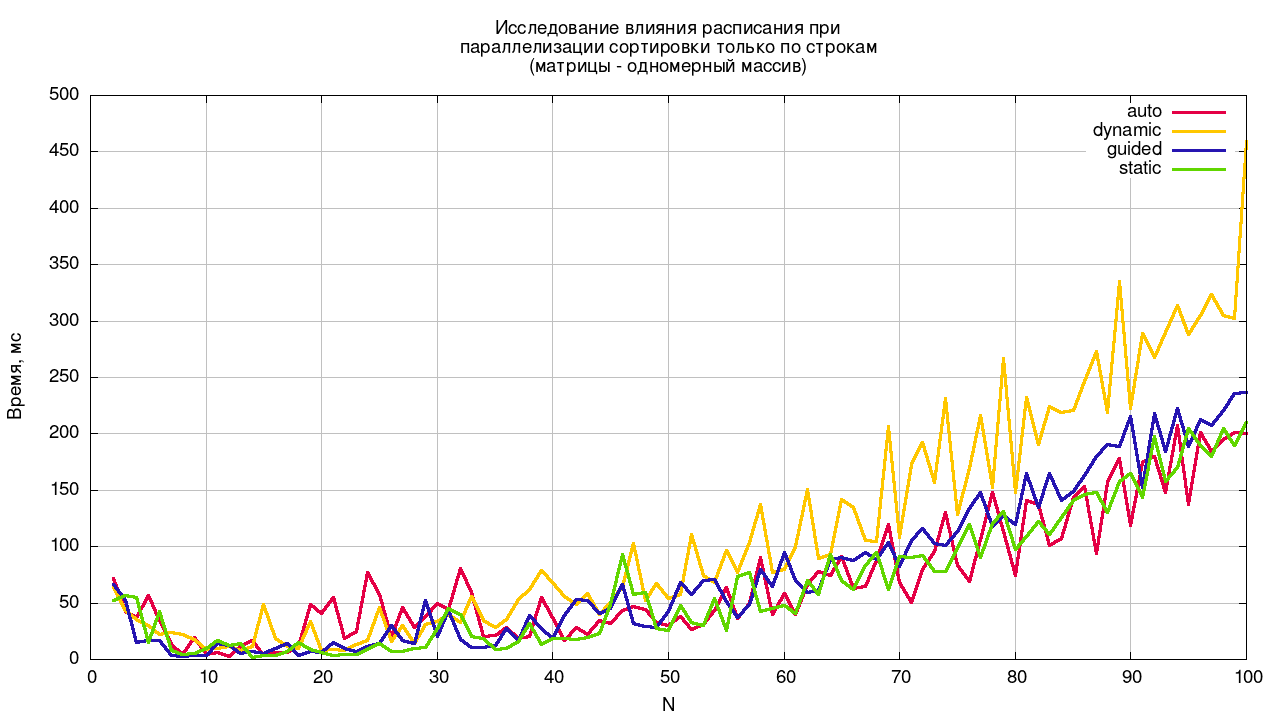 Исследование влияния расписания при
параллелизации сортировки только по строкам
(матрицы - одномерный массив)
500
450
400
350
300
250
200
150
100
50
0
Время, мс
auto
dynamic
guided
static
0 10 20 30 40 50 60 70 80 90 100
N